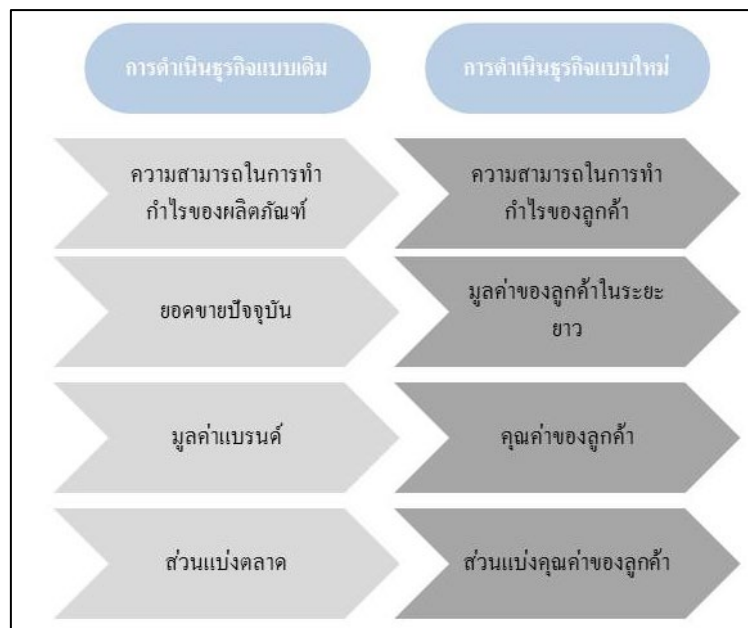 การดำเนินธุรกิจแบบเดิม
การดำเนินธุรกิจแบบใหม่
ความสามารถในการทำ
กำไรของผลิตภัณฑ์
ความสามารถในการทำ
กำไรของลูกค้า
ยอดขายปัจจุบัน
มูลค่าของลูกค้าในระยะ
ยาว
มูลค่าแบรนด์
คุณค่าของลูกค้า
ส่วนแบ่งตลาด
ส่วนแบ่งคุณค่าของลูกค้า